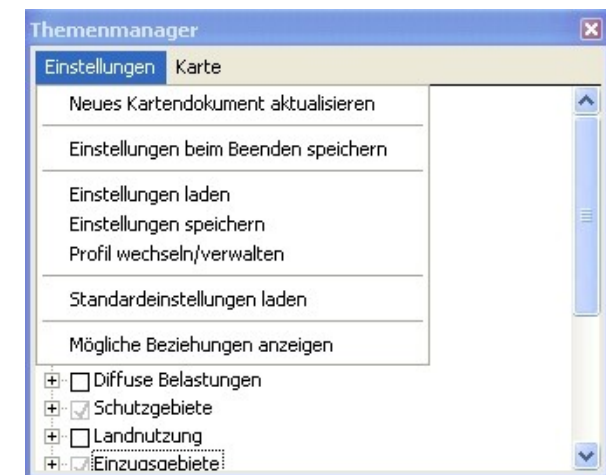 Themenmanager
Einstellungen Karte
Neues Kartendokument aktualisieren
Einstellungen beim Beenden speichern
Einstellungen laden
Einstellungen speichern
Profil wechseln/verwalten
Standardeinstellungen laden
Mögliche Beziehungen anzeigen
Diffuse Belastungen
Schutzgebiete
Landnutzung
Einzugsgebiete